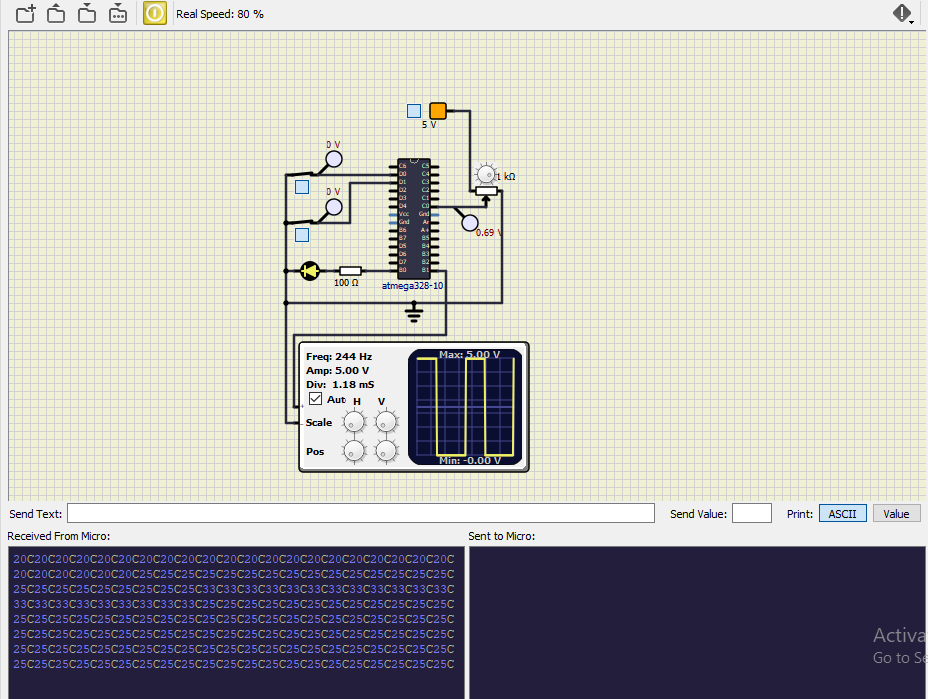 Real Speed: 80 %
5 V
0 V
1 kΩ
0 V
0.69 V
C6
D0
D1
D2
D3
D4
Vcc
Gnd
B6
B7
D5
D6
D7
B0
C5
C4
C3
C2
C1
C0
Gnd
Ar
A+
B5
B4
B3
B2
B1
100 Ω
atmega328-10
Freq: 244 Hz
Amp: 5.00 V
Div: 1.18 mS
Aut H V
Scale
Pos
Max: 5.00 V
Min: -0.00 V
Send Text: Send Value: Print: ASCII Value
Received From Micro: Sent to Micro:
20C20C20C20C20C20C20C20C20C20C20C20C20C20C20C20C20C20C20C20C20C
20C20C20C20C25C25C25C25C25C25C25C25C25C25C25C25C25C25C25C25C25C
25C25C25C25C25C25C25C25C25C33C33C33C33C33C33C33C33C33C33C33C33C
33C33C33C33C33C33C33C33C33C25C25C25C25C25C25C25C25C25C25C25C25C
25C25C25C25C25C25C25C25C25C25C25C25C25C25C25C25C25C25C25C25C25C
25C25C25C25C25C25C25C25C25C25C25C25C25C25C25C25C25C25C25C25C25C
25C25C25C25C25C25C25C25C25C25C25C25C25C25C25C25C25C25C25C25C25C
25C25C25C25C25C25C25C25C25C25C25C25C25C25C25C25C25C25C25C25C25C
Activa
Go to Se